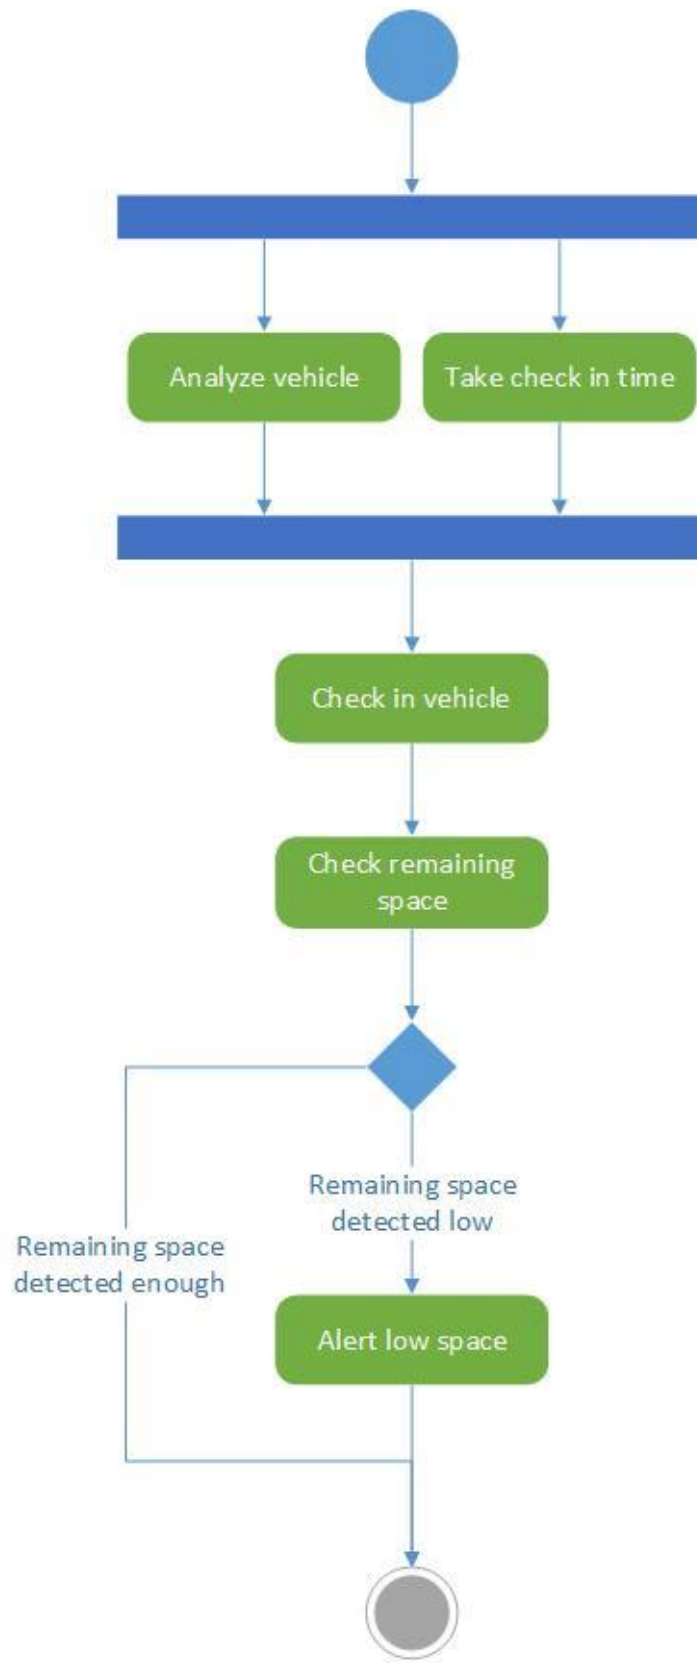 Analyze vehicle
Take check in time
Check in vehicle
Check remaining
space
Remaining space
detected low
Remaining space
detected enough
Alert low space